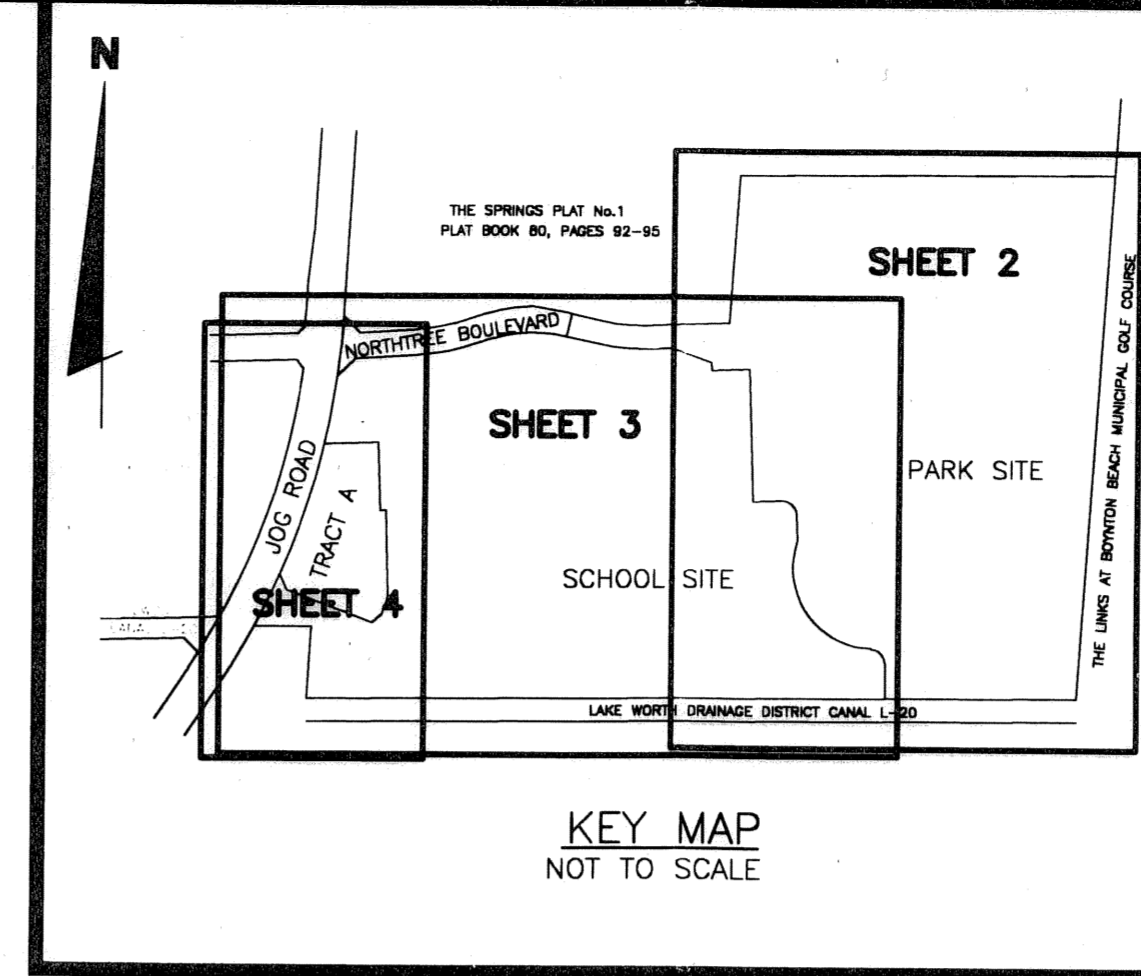 N
THE SPRINGS PLAT No.1
PLAT BOOK 80, PAGES 92-95
SHEET 2
NORTHTREE BOULEVARD
SHEET 3
JOG ROAD
TRACT A
PARK SITE
THE LINKS AT BOYNTON BEACH MUNICIPAL GOLF COURSE
SCHOOL SITE
SHEET 4
LAKE WORTH DRAINAGE DISTRICT CANAL L-20
KEY MAP
NOT TO SCALE